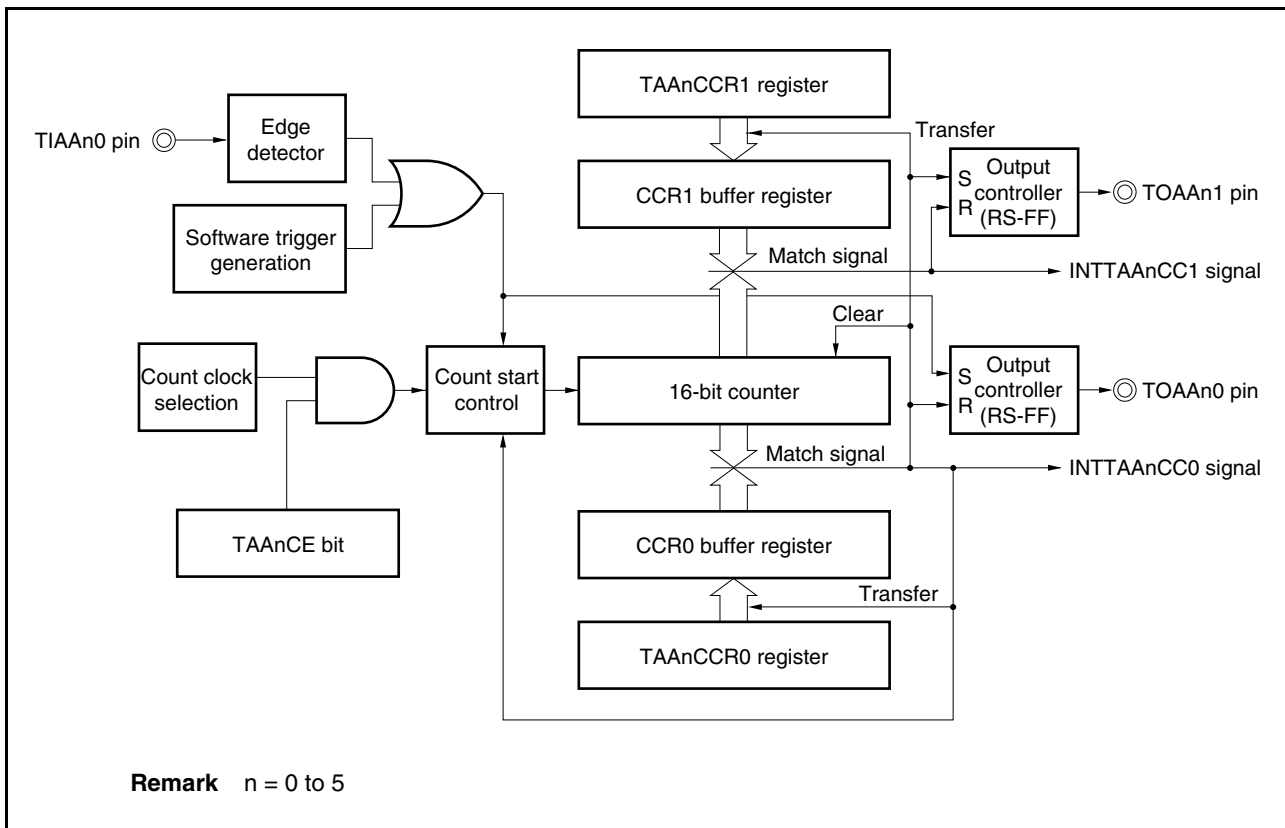 TAAnCCR1 register
TIAAn0 pin
Edge
detector
Transfer
S
R
Output
controller
(RS-FF)
TOAAn1 pin
CCR1 buffer register
Software trigger
generation
Match signal
INTTAAnCC1 signal
Clear
Count clock
selection
Count start
control
16-bit counter
S
R
Output
controller
(RS-FF)
TOAAn0 pin
Match signal
INTTAAnCC0 signal
TAAnCE bit
CCR0 buffer register
Transfer
TAAnCCR0 register
Remark n = 0 to 5